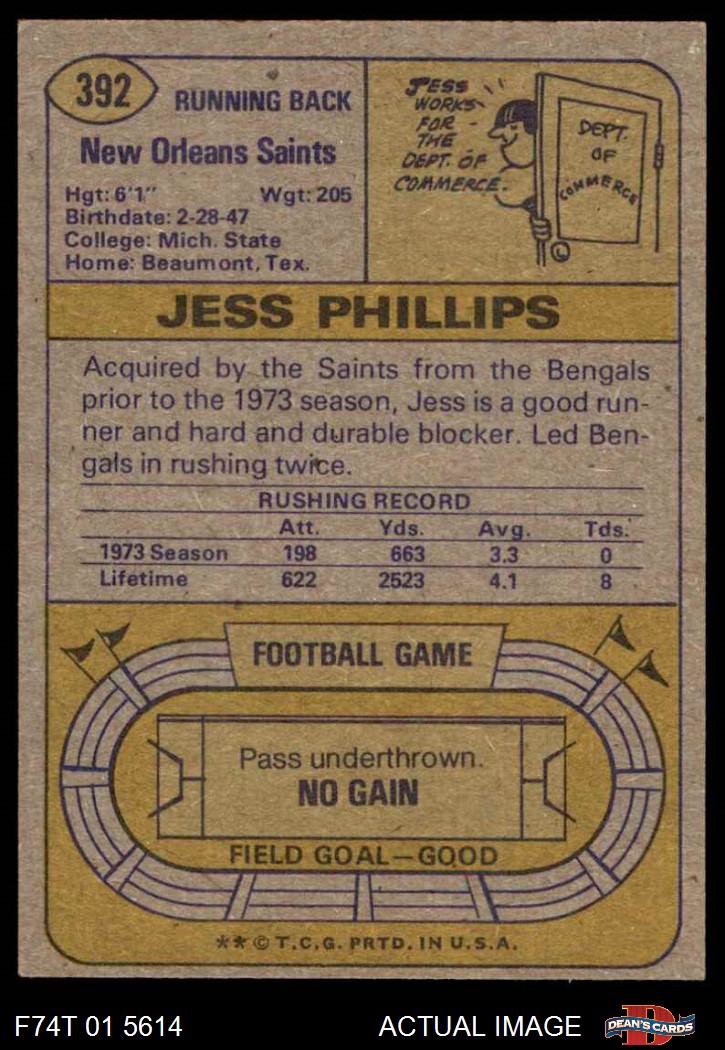 392
RUNNING BACK
New Orleans Saints
Hgt: 6'1" Wgt: 205
Birthdate: 2-28-47
College: Mich. State
Home: Beaumont, Tex.
JESS
WORKS
FOR
THE
DEPT. OF
COMMERCE.
DEPT.
OF
COMMERCE
JESS PHILLIPS
Acquired by the Saints from the Bengals
prior to the 1973 season, Jess is a good run-
ner and hard and durable blocker. Led Ben-
gals in rushing twice.
RUSHING RECORD
Att. Yds. Avg. Tds.
1973 Season 198 663 3.3 0
Lifetime 622 2523 4.1 8
FOOTBALL GAME
Pass underthrown.
NO GAIN
FIELD GOAL—GOOD
** © T.C.G. PRTD. IN U.S.A.
F74T 01 5614 ACTUAL IMAGE
D
DEAN'S CARDS